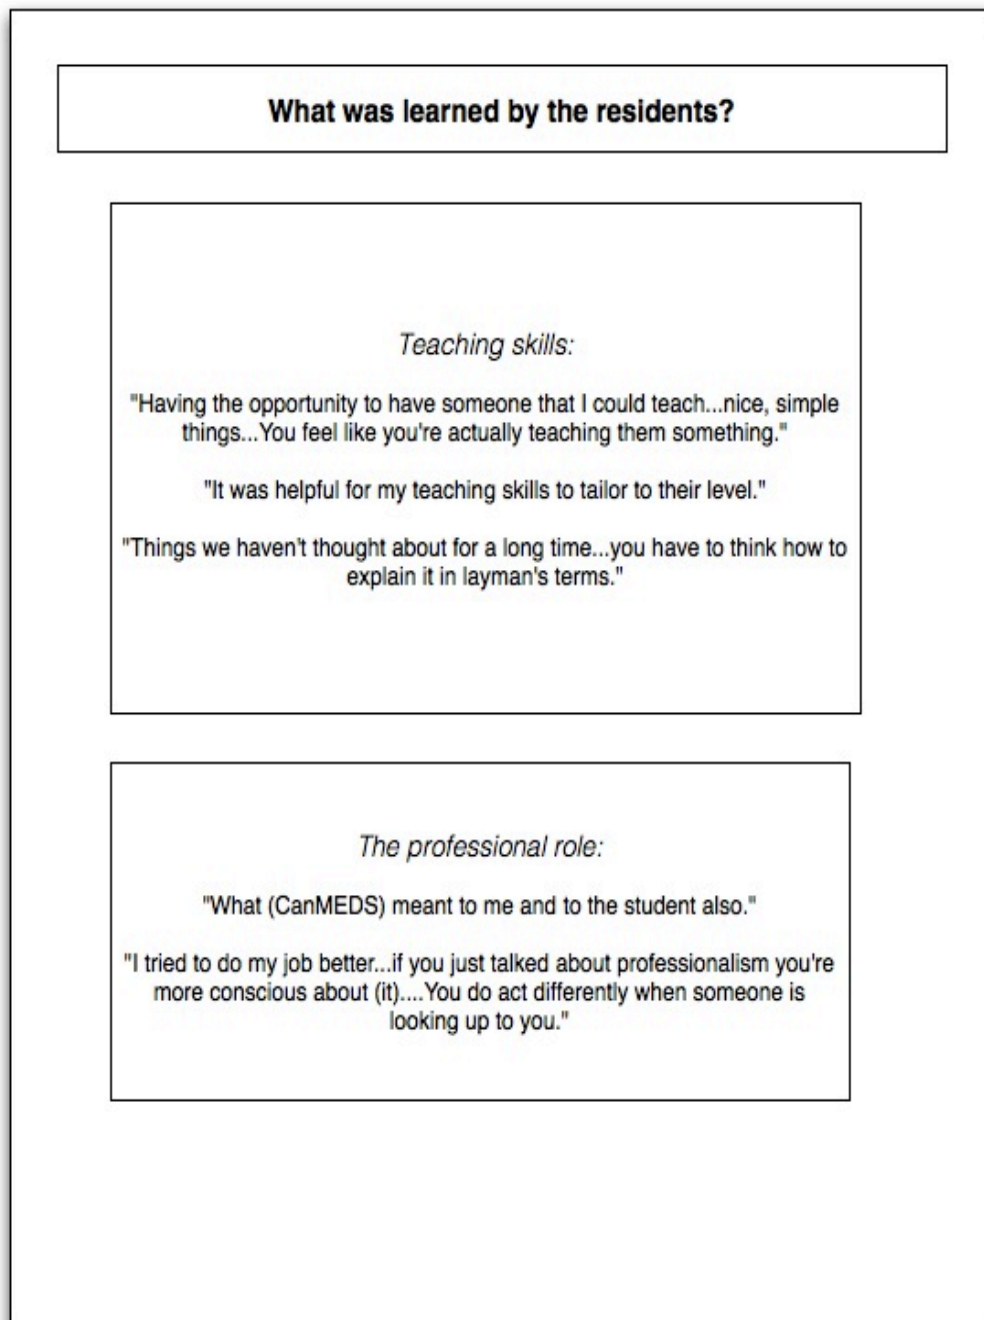 What was learned by the residents?
Teaching skills:
"Having the opportunity to have someone that I could teach...nice, simple
things...You feel like you're actually teaching them something."
"It was helpful for my teaching skills to tailor to their level."
"Things we haven't thought about for a long time...you have to think how to
explain it in layman's terms."
The professional role:
"What (CanMEDS) meant to me and to the student also."
"I tried to do my job better...if you just talked about professionalism you're
more conscious about (it)....You do act differently when someone is
looking up to you."